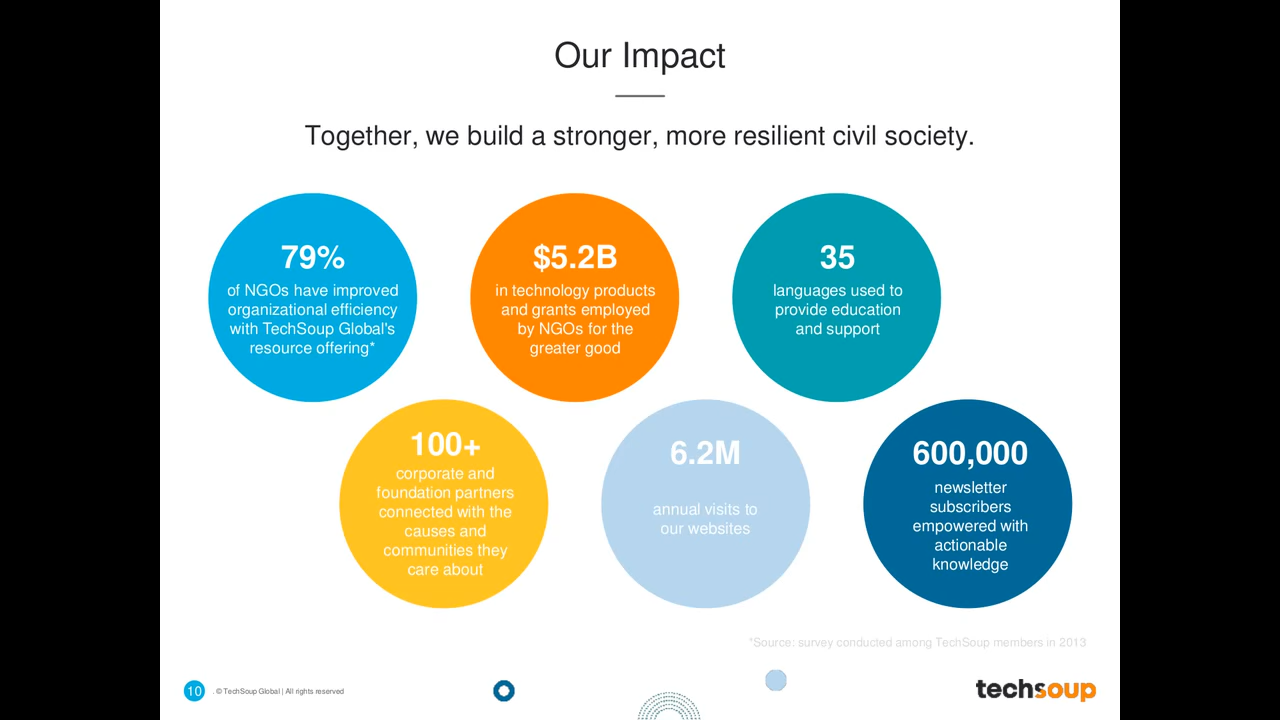 Our Impact
Together, we build a stronger, more resilient civil society.
79%
of NGOs have improved
organizational efficiency
with TechSoup Global's
resource offering*
$5.2B
in technology products
and grants employed
by NGOs for the
greater good
35
languages used to
provide education
and support
100+
corporate and
foundation partners
connected with the
causes and
communities they
care about
6.2M
annual visits to
our websites
600,000
newsletter
subscribers
empowered with
actionable
knowledge
*Source: survey conducted among TechSoup members in 2013
10 . © TechSoup Global | All rights reserved
techsoup